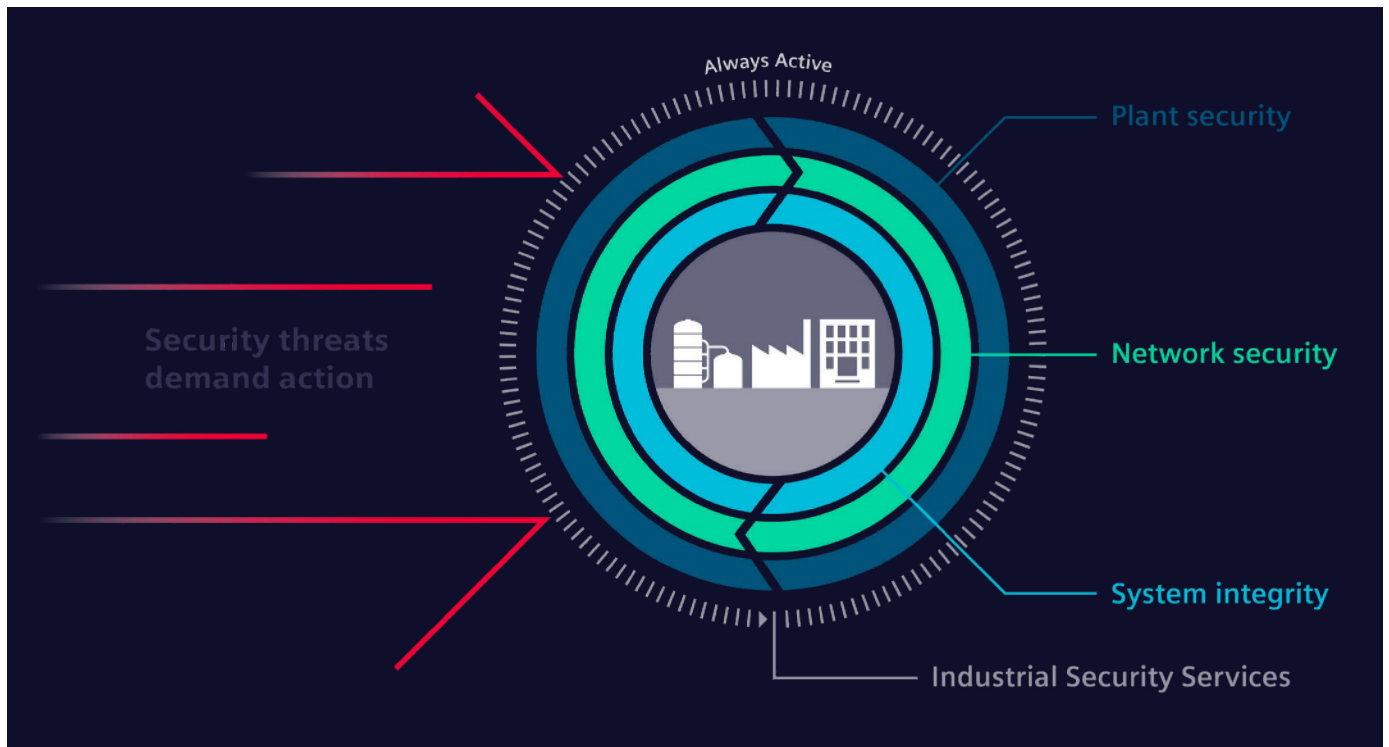 Always Active
Plant security
Security threats
demand action
Network security
System integrity
Industrial Security Services